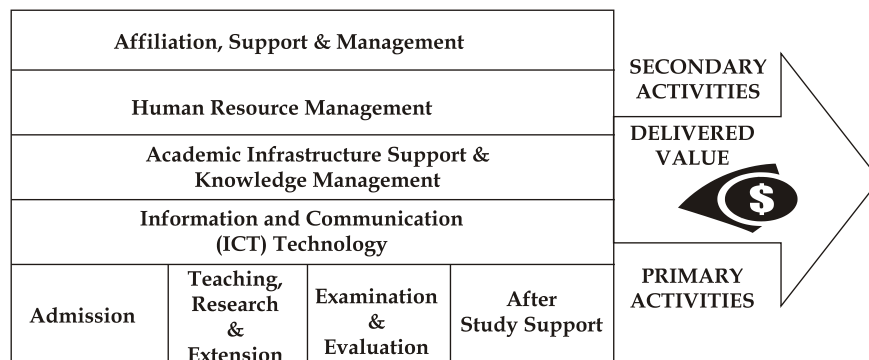 Affiliation, Support & Management
Human Resource Management
Academic Infrastructure Support &
Knowledge Management
Information and Communication
(ICT) Technology
Admission
Teaching,
Research
&
Extension
Examination
&
Evaluation
After
Study Support
SECONDARY
ACTIVITIES
DELIVERED
VALUE
$
PRIMARY
ACTIVITIES